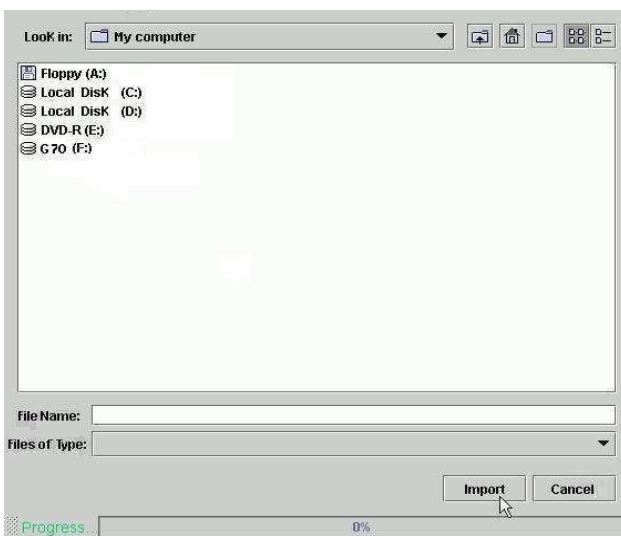 LooK in: My computer
Floppy (A:)
Local DisK (C:)
Local DisK (D:)
DVD-R (E:)
G70 (F:)
File Name:
Files of Type:
Import Cancel
Progress... 0%